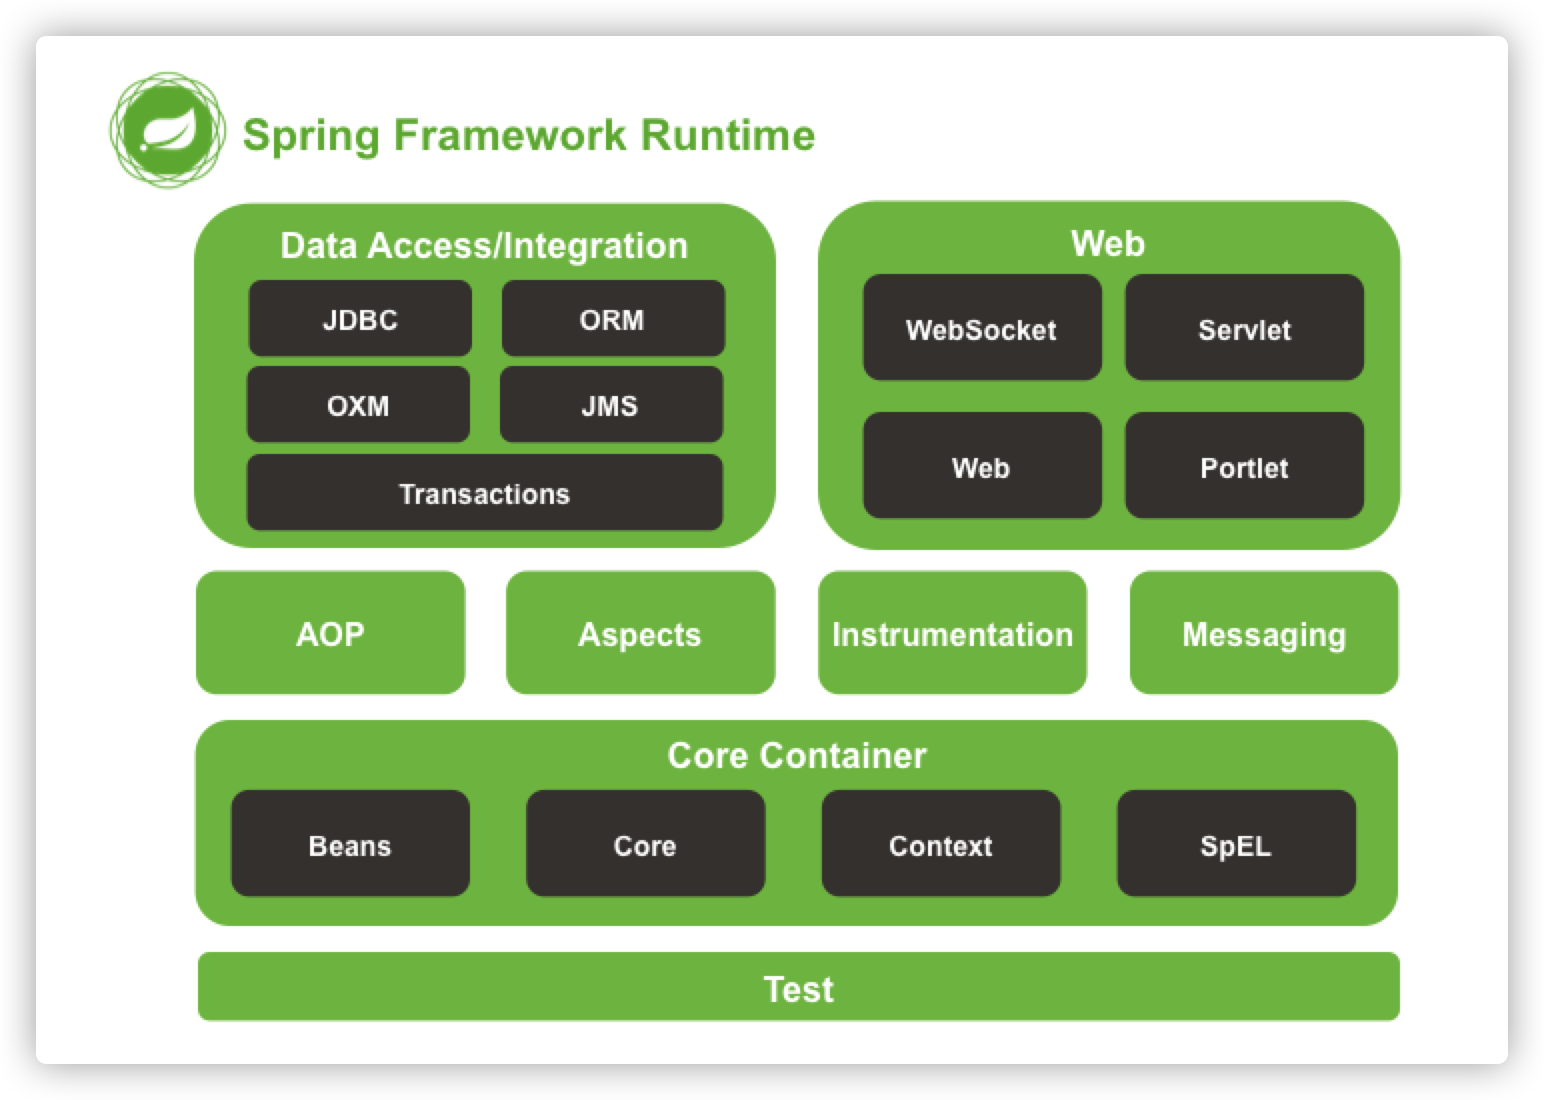 Spring Framework Runtime
Data Access/Integration
JDBC
ORM
OXM
JMS
Transactions
Web
WebSocket
Servlet
Web
Portlet
AOP
Aspects
Instrumentation
Messaging
Core Container
Beans
Core
Context
SpEL
Test